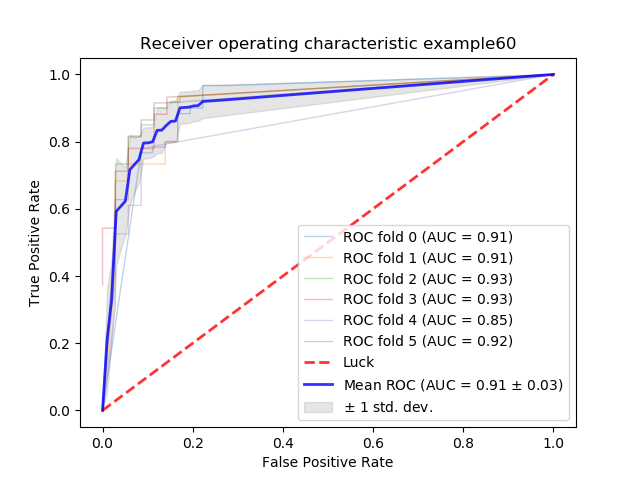 Receiver operating characteristic example60
True Positive Rate
1.0
0.8
0.6
0.4
0.2
0.0
ROC fold 0 (AUC = 0.91)
ROC fold 1 (AUC = 0.91)
ROC fold 2 (AUC = 0.93)
ROC fold 3 (AUC = 0.93)
ROC fold 4 (AUC = 0.85)
ROC fold 5 (AUC = 0.92)
Luck
Mean ROC (AUC = 0.91 ± 0.03)
± 1 std. dev.
0.0 0.2 0.4 0.6 0.8 1.0
False Positive Rate